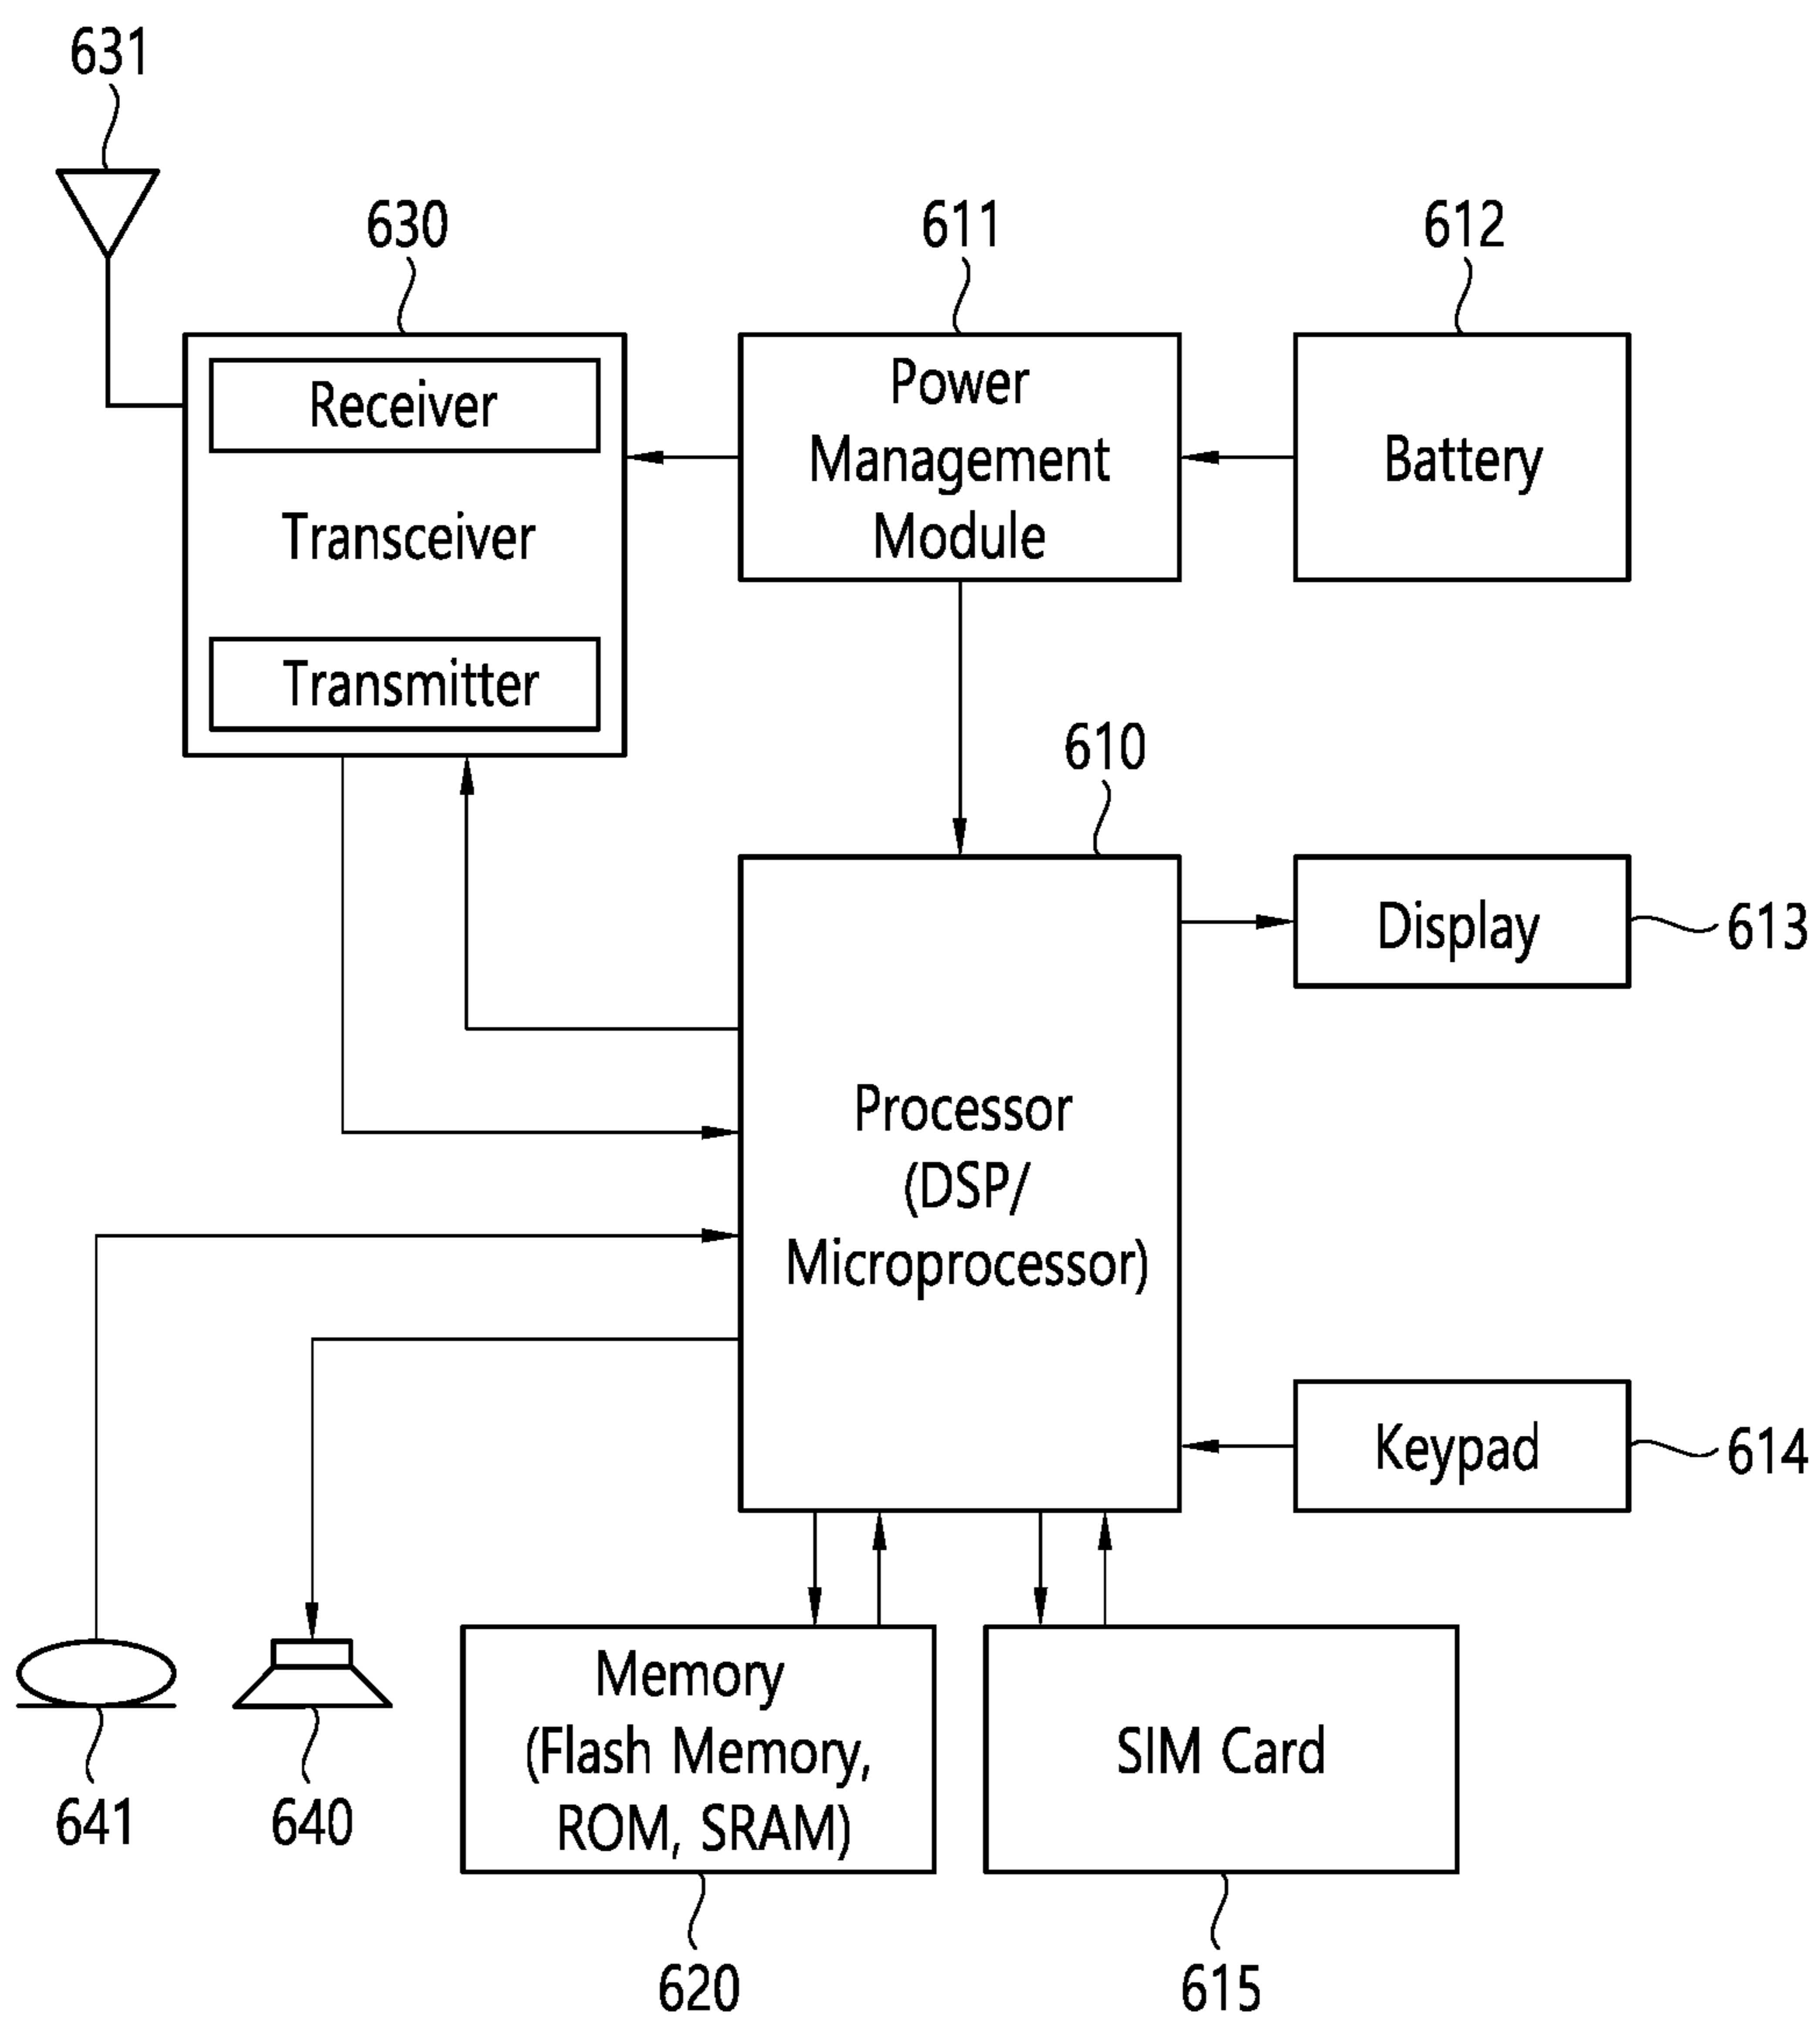 631
630
611
612
Receiver
Transceiver
Transmitter
Power
Management
Module
Battery
610
Processor
(DSP/
Microprocessor)
Display
613
Keypad
614
641
640
Memory
(Flash Memory,
ROM, SRAM)
SIM Card
620
615